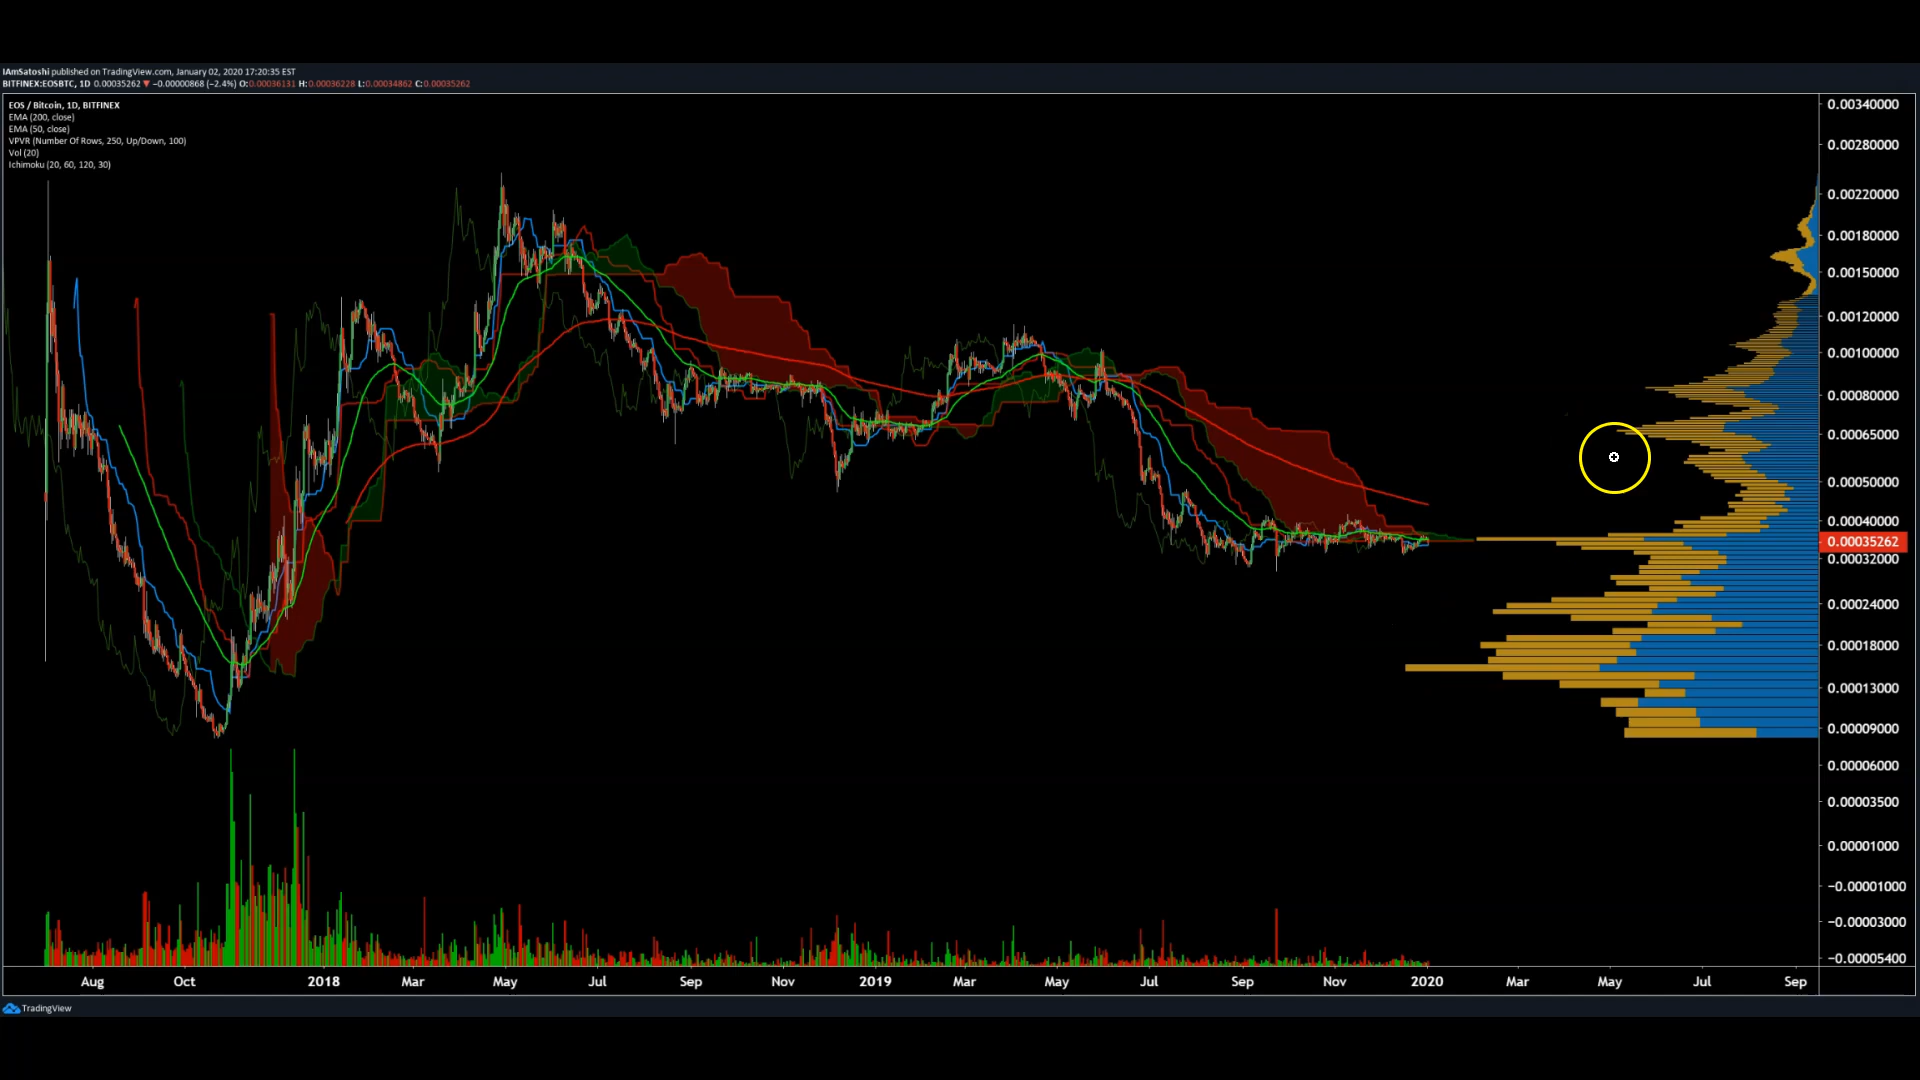 IAmSatoshi published on TradingView.com, January 02, 2020 17:20:35 EST
BITFINEX:EOSBTC, 1D 0.00035262 ▼ −0.00000868 (−2.4%) O:0.00036131 H:0.00036228 L:0.00034862 C:0.00035262
EOS / Bitcoin, 1D, BITFINEX
EMA (200, close)
EMA (50, close)
VPVR (Number Of Rows, 250, Up/Down, 100)
Vol (20)
Ichimoku (20, 60, 120, 30)
0.00340000
0.00280000
0.00220000
0.00180000
0.00150000
0.00120000
0.00100000
0.00080000
0.00065000
0.00050000
0.00040000
0.00035262
0.00032000
0.00024000
0.00018000
0.00013000
0.00009000
0.00006000
0.00003500
0.00001000
−0.00001000
−0.00003000
−0.00005400
Aug Oct 2018 Mar May Jul Sep Nov 2019 Mar May Jul Sep Nov 2020 Mar May Jul Sep
TradingView